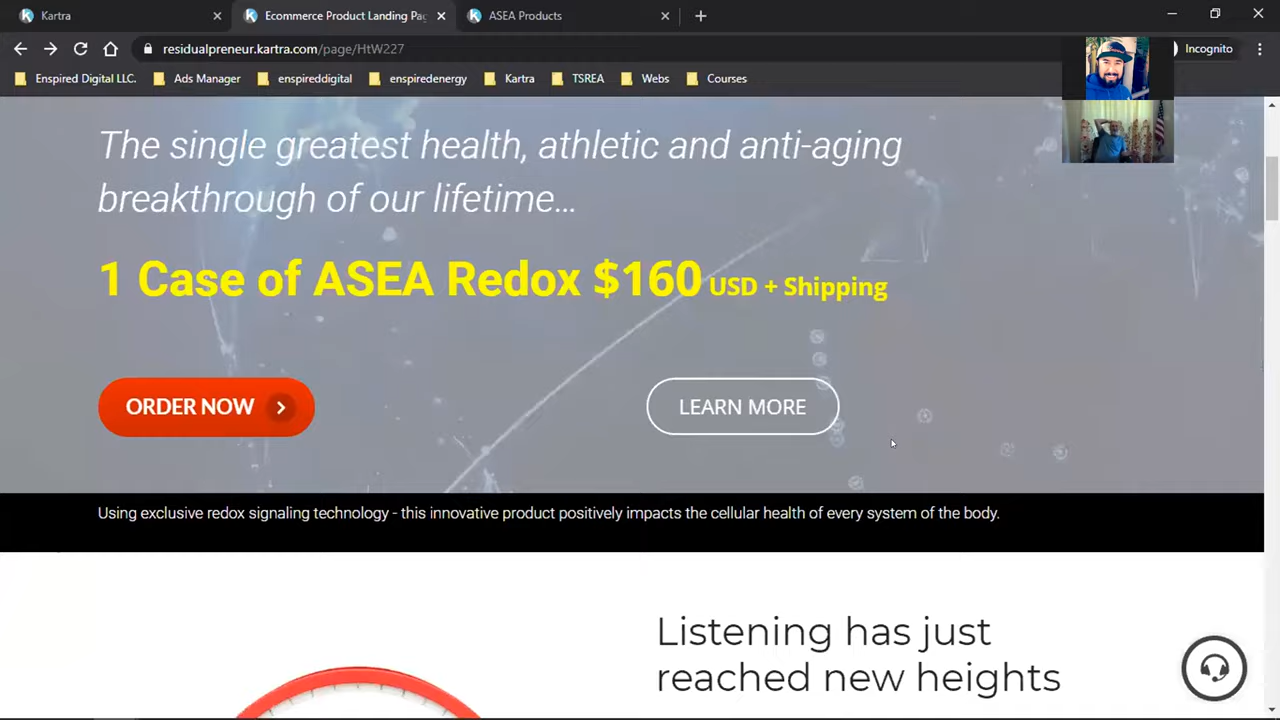 Kartra
Ecommerce Product Landing Pag
ASEA Products
residualpreneur.kartra.com/page/HtW227
Incognito
Enspired Digital LLC.
Ads Manager
enspireddigital
enspiredenergy
Kartra
TSREA
Webs
Courses
The single greatest health, athletic and anti-aging
breakthrough of our lifetime...
1 Case of ASEA Redox $160 USD + Shipping
ORDER NOW
LEARN MORE
Using exclusive redox signaling technology - this innovative product positively impacts the cellular health of every system of the body.
Listening has just
reached new heights